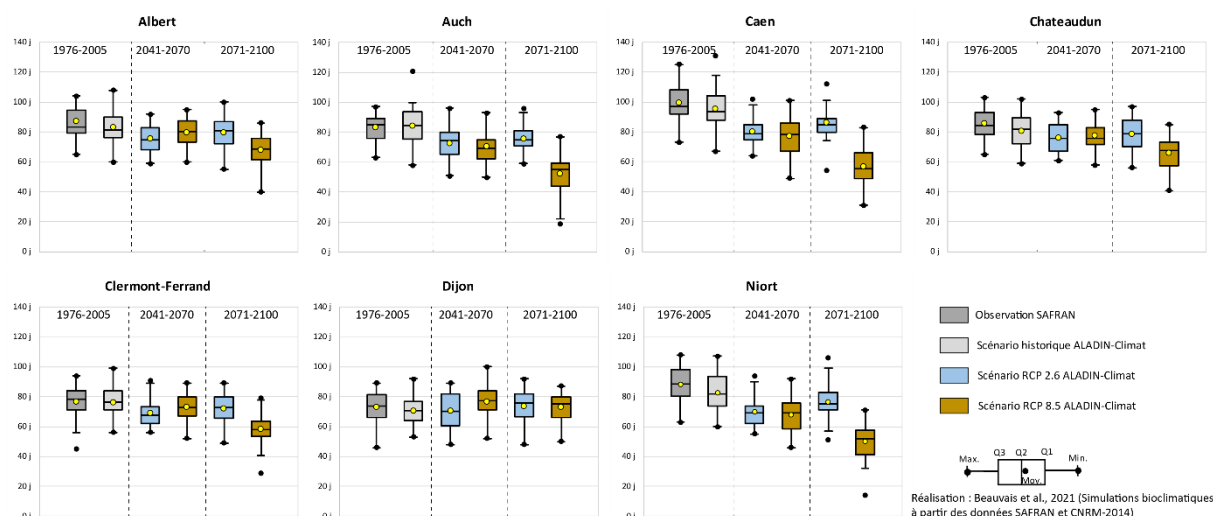 Albert
Auch
Caen
Chateaudun
140 j
1976-2005
2041-2070
2071-2100
120 j
100 j
80 j
60 j
40 j
20 j
0 j
140 j
1976-2005
2041-2070
2071-2100
120 j
100 j
80 j
60 j
40 j
20 j
0 j
140 j
1976-2005
2041-2070
2071-2100
120 j
100 j
80 j
60 j
40 j
20 j
0 j
140 j
1976-2005
2041-2070
2071-2100
120 j
100 j
80 j
60 j
40 j
20 j
0 j
Clermont-Ferrand
Dijon
Niort
140 j
1976-2005
2041-2070
2071-2100
120 j
100 j
80 j
60 j
40 j
20 j
0 j
140 j
1976-2005
2041-2070
2071-2100
120 j
100 j
80 j
60 j
40 j
20 j
0 j
140 j
1976-2005
2041-2070
2071-2100
120 j
100 j
80 j
60 j
40 j
20 j
0 j
Observation SAFRAN
Scénario historique ALADIN-Climat
Scénario RCP 2.6 ALADIN-Climat
Scénario RCP 8.5 ALADIN-Climat
Max. Q3 Q2 Q1 Min.
Moy.
Réalisation : Beauvais et al., 2021 (Simulations bioclimatiques
à partir des données SAFRAN et CNRM-2014)